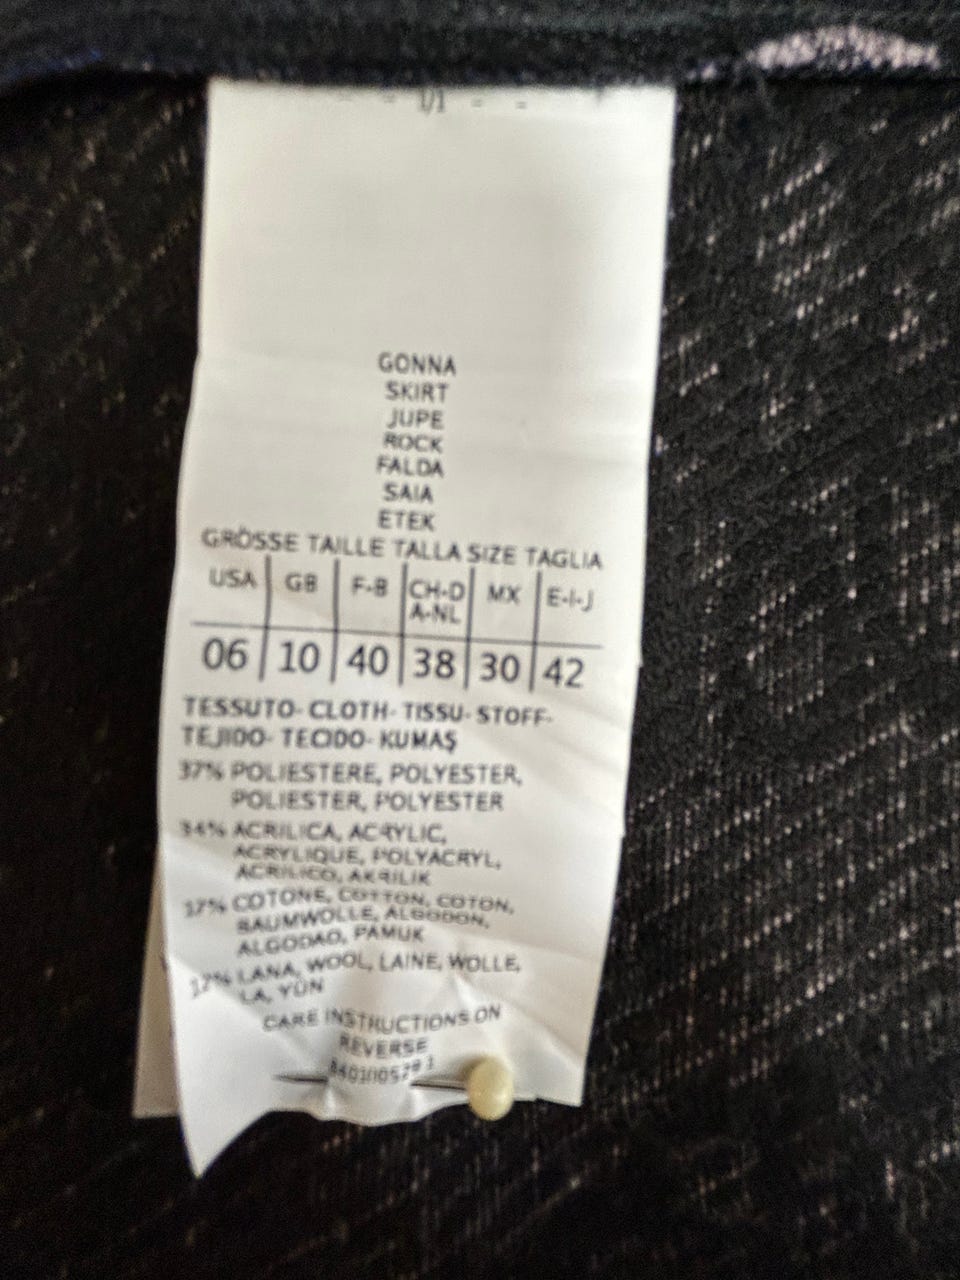 1/1
GONNA
SKIRT
JUPE
ROCK
FALDA
SAIA
ETEK
GRÖSSE TAILLE TALLA SIZE TAGLIA
USA GB F-B CH-D A-NL MX E-I-J
06 10 40 38 30 42
TESSUTO- CLOTH- TISSU- STOFF-
TEJIDO- TECIDO- KUMAŞ
37% POLIESTERE, POLYESTER,
POLIESTER, POLYESTER
34% ACRILICA, ACRYLIC,
ACRYLIQUE, POLYACRYL,
ACRILICO, AKRILIK
17% COTONE, COTTON, COTON,
BAUMWOLLE, ALGODON,
ALGODAO, PAMUK
12% LANA, WOOL, LAINE, WOLLE,
LA, YÜN
CARE INSTRUCTIONS ON
REVERSE